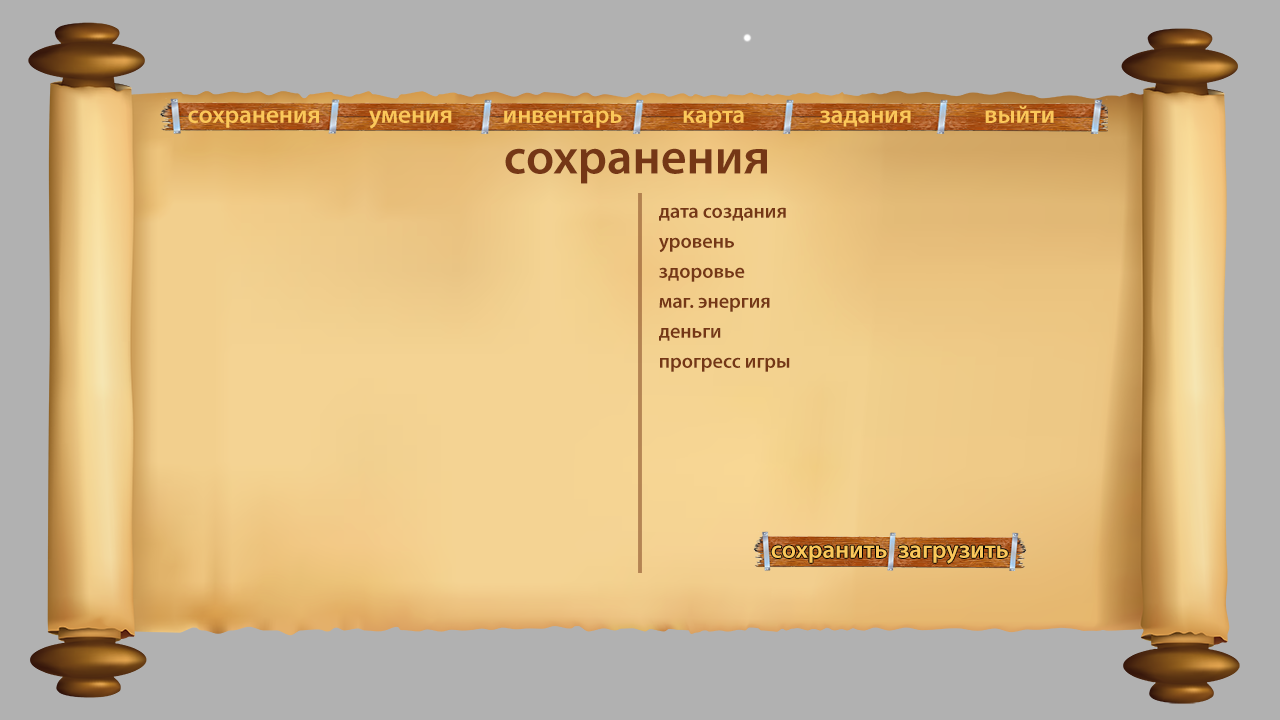 сохранения умения инвентарь карта задания выйти
сохранения
дата создания
уровень
здоровье
маг. энергия
деньги
прогресс игры
сохранить загрузить